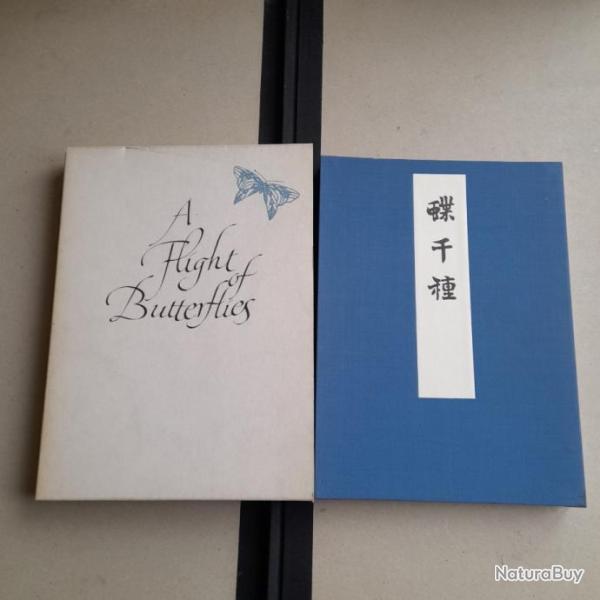 A
Flight
of
Butterflies
蝶
千
種
NaturaBuy